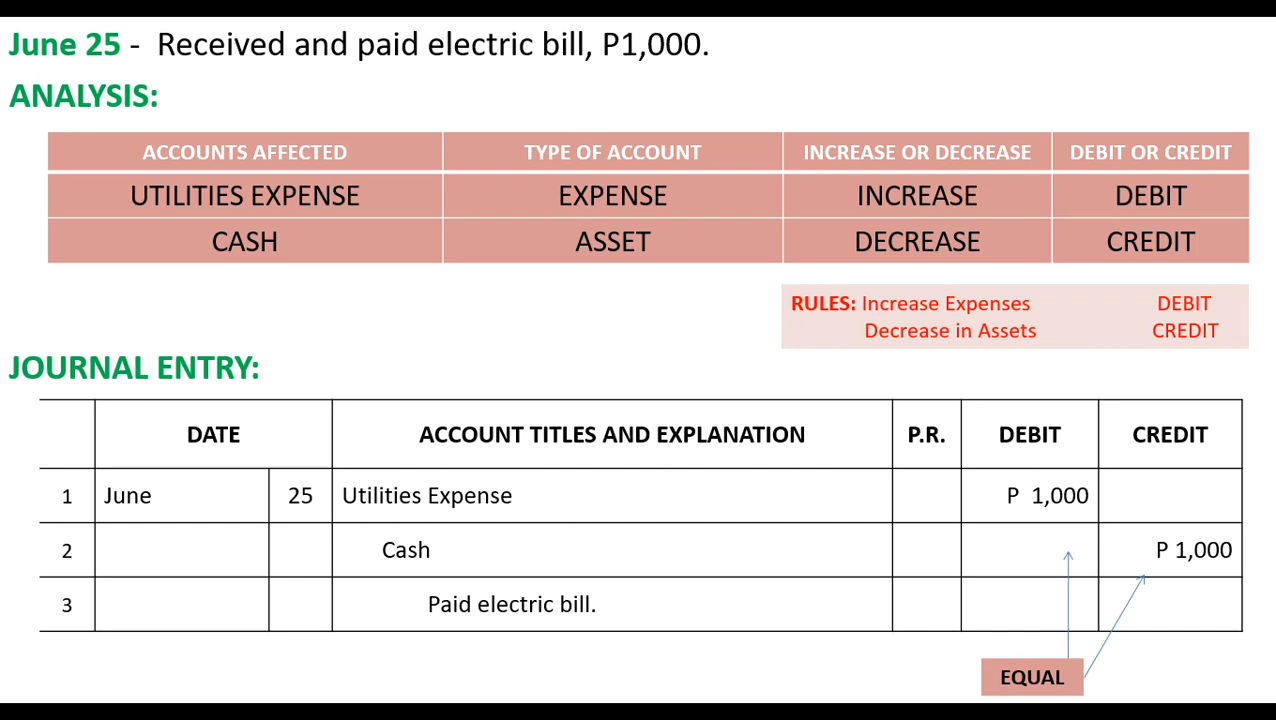 June 25 - Received and paid electric bill, P1,000.
ANALYSIS:
ACCOUNTS AFFECTED TYPE OF ACCOUNT INCREASE OR DECREASE DEBIT OR CREDIT
UTILITIES EXPENSE EXPENSE INCREASE DEBIT
CASH ASSET DECREASE CREDIT
RULES: Increase Expenses DEBIT
Decrease in Assets CREDIT
JOURNAL ENTRY:
DATE ACCOUNT TITLES AND EXPLANATION P.R. DEBIT CREDIT
1 June 25 Utilities Expense P 1,000
2 Cash P 1,000
3 Paid electric bill.
EQUAL